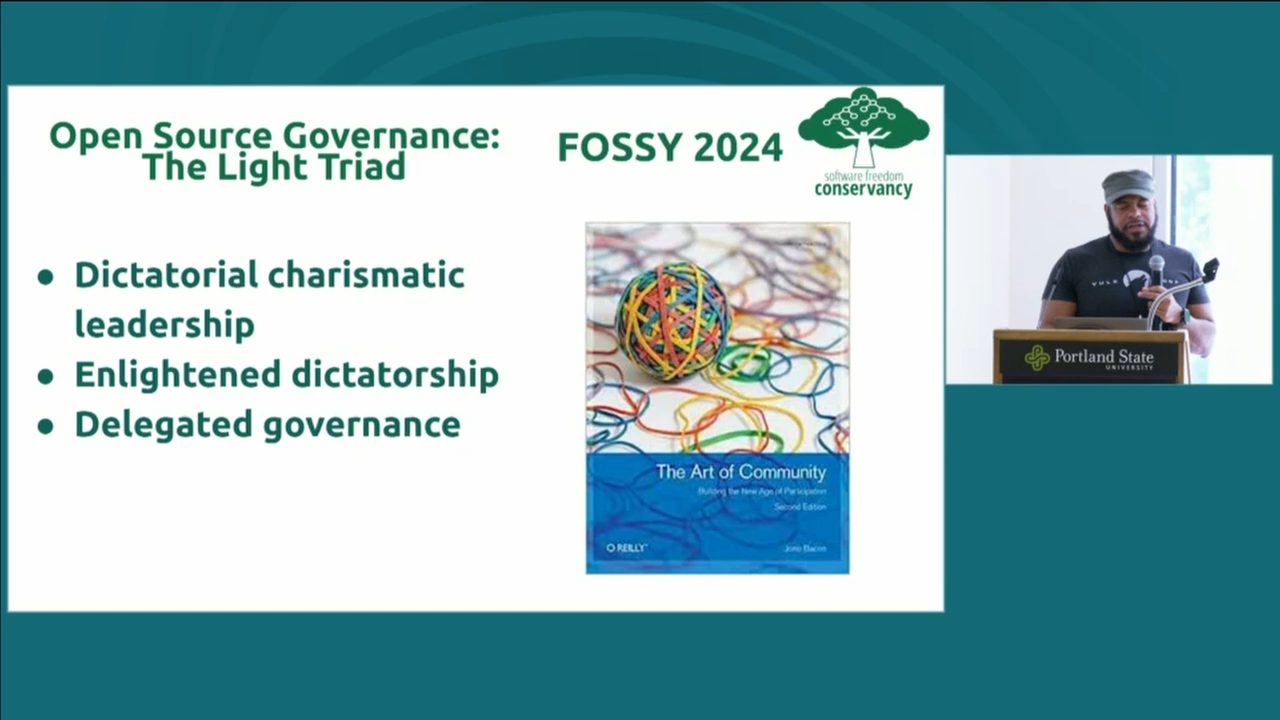 Open Source Governance:
The Light Triad
FOSSY 2024
software freedom
conservancy
● Dictatorial charismatic
leadership
● Enlightened dictatorship
● Delegated governance
The Art of Community
Building the New Age of Participation
Second Edition
O'REILLY
Jono Bacon
Portland State
UNIVERSITY